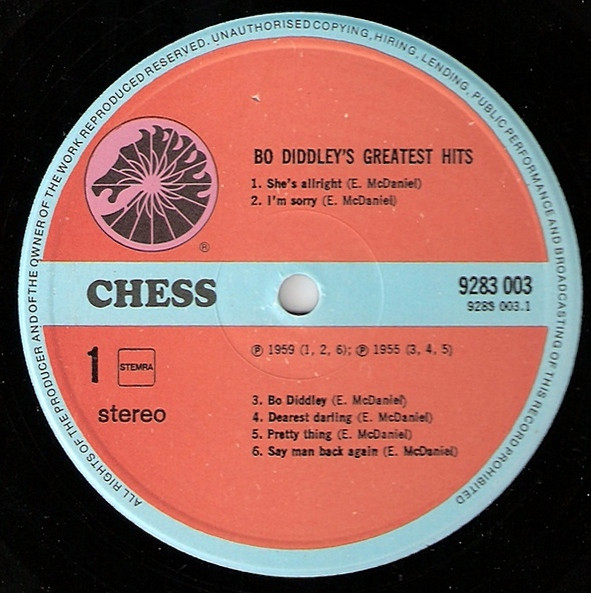 ALL RIGHTS OF THE PRODUCER AND OF THE OWNER OF THE WORK REPRODUCED RESERVED. UNAUTHORISED COPYING, HIRING, LENDING, PUBLIC PERFORMANCE AND BROADCASTING OF THIS RECORD PROHIBITED
BO DIDDLEY'S GREATEST HITS
1. She's allright (E. McDaniel)
2. I'm sorry (E. McDaniel)
®
CHESS
9283 003
9283 003.1
1 STEMRA
stereo
Ⓟ 1959 (1, 2, 6); Ⓟ 1955 (3, 4, 5)
3. Bo Diddley (E. McDaniel)
4. Dearest darling (E. McDaniel)
5. Pretty thing (E. McDaniel)
6. Say man back again (E. McDaniel)